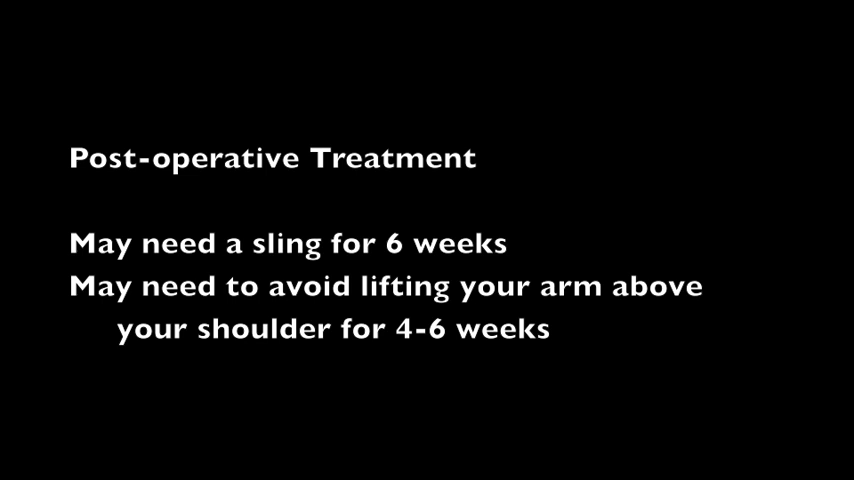 Post-operative Treatment
May need a sling for 6 weeks
May need to avoid lifting your arm above
your shoulder for 4-6 weeks